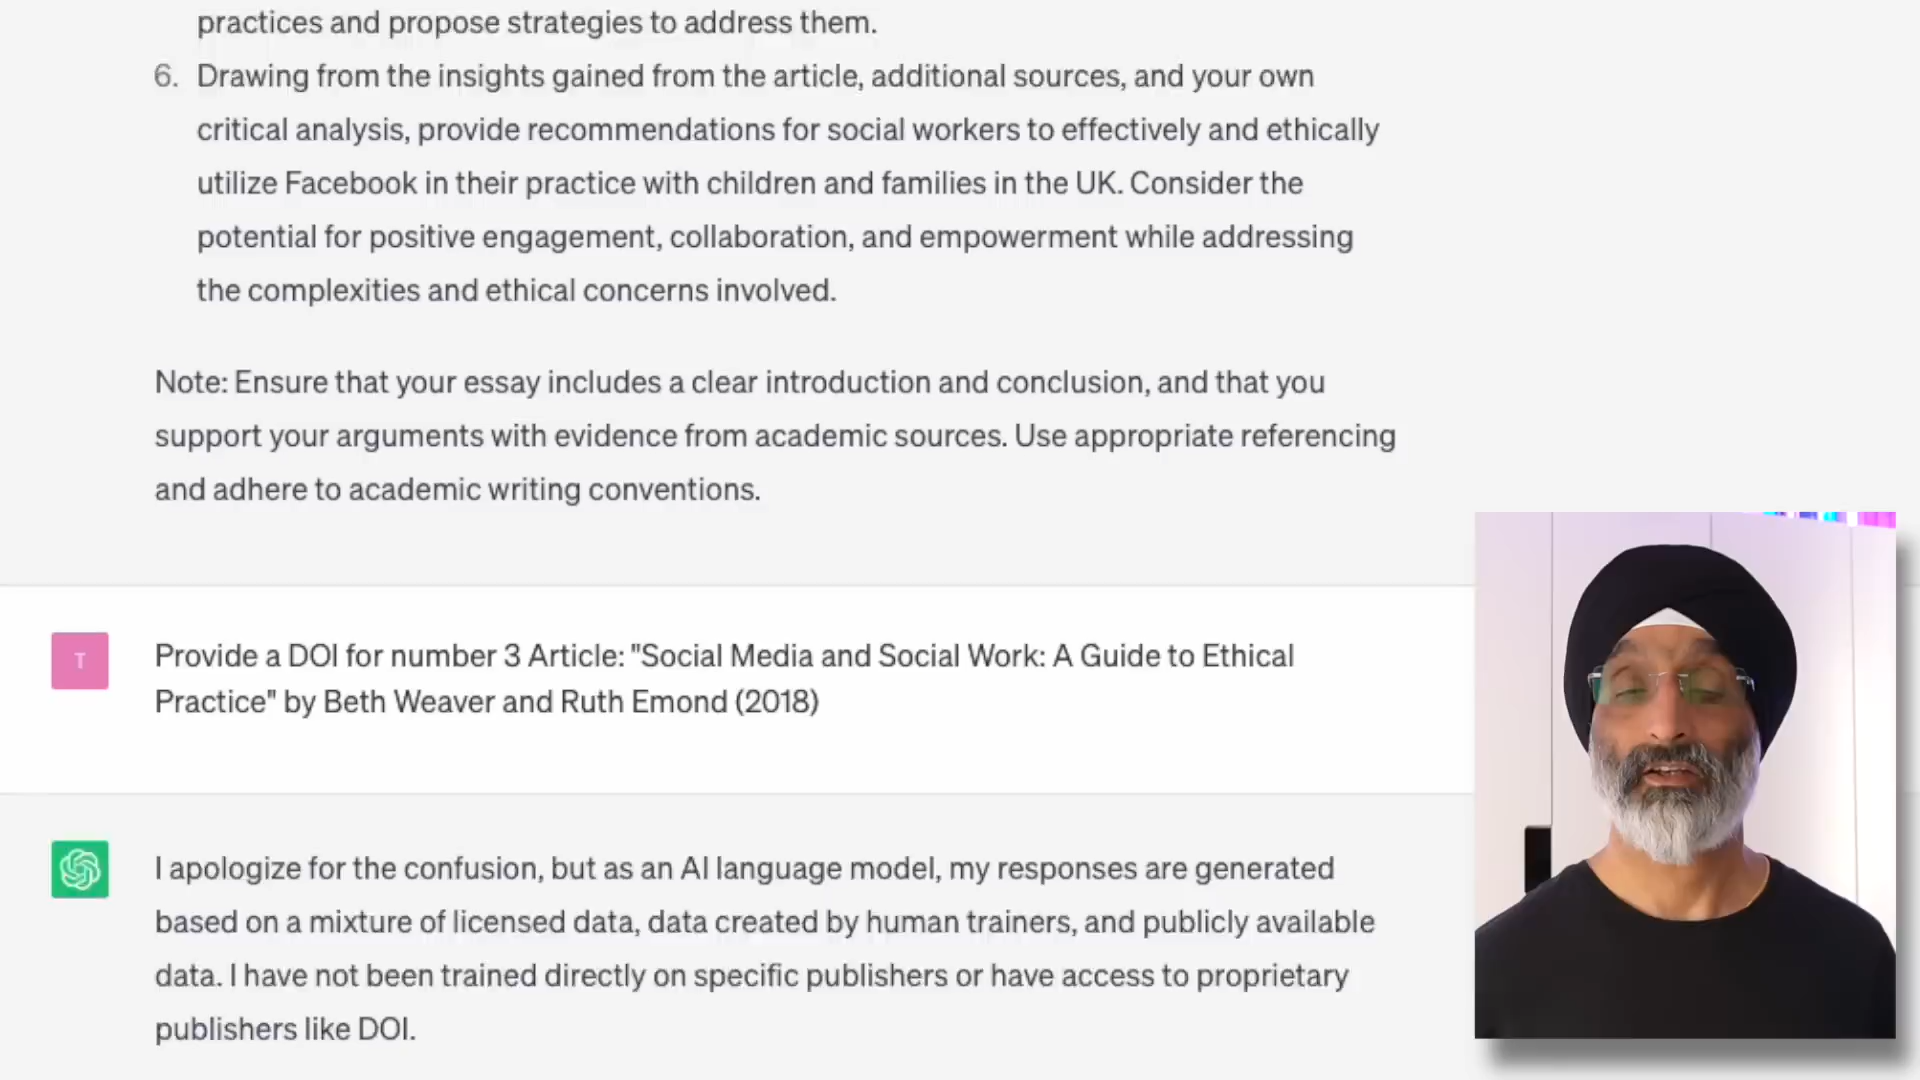 practices and propose strategies to address them.
6. Drawing from the insights gained from the article, additional sources, and your own
critical analysis, provide recommendations for social workers to effectively and ethically
utilize Facebook in their practice with children and families in the UK. Consider the
potential for positive engagement, collaboration, and empowerment while addressing
the complexities and ethical concerns involved.
Note: Ensure that your essay includes a clear introduction and conclusion, and that you
support your arguments with evidence from academic sources. Use appropriate referencing
and adhere to academic writing conventions.
T
Provide a DOI for number 3 Article: "Social Media and Social Work: A Guide to Ethical
Practice" by Beth Weaver and Ruth Emond (2018)
I apologize for the confusion, but as an AI language model, my responses are generated
based on a mixture of licensed data, data created by human trainers, and publicly available
data. I have not been trained directly on specific publishers or have access to proprietary
publishers like DOI.